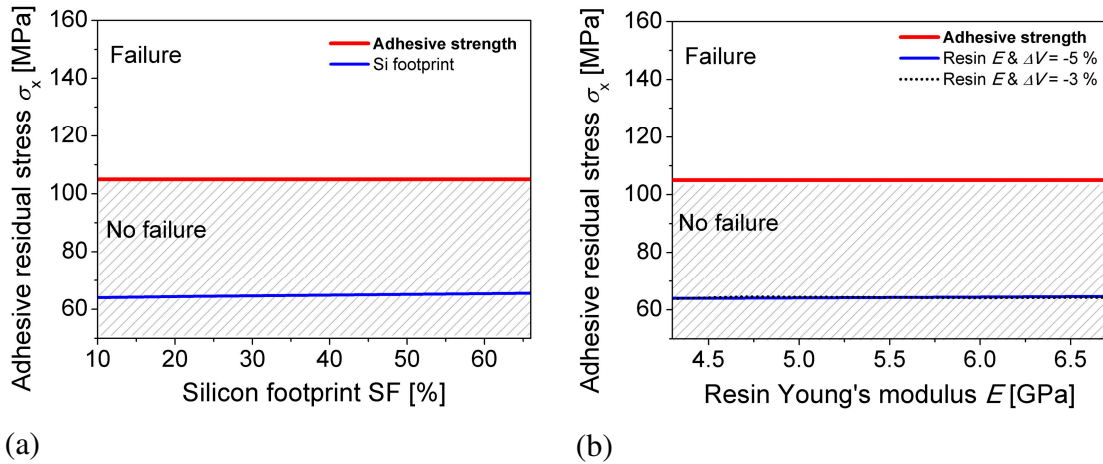 Adhesive residual stress σx [MPa]
160
140
120
100
80
60
Failure
Adhesive strength
Si footprint
No failure
10 20 30 40 50 60
Silicon footprint SF [%]
(a)
Adhesive residual stress σx [MPa]
160
140
120
100
80
60
Failure
Adhesive strength
Resin E & ΔV = -5 %
Resin E & ΔV = -3 %
No failure
4.5 5.0 5.5 6.0 6.5
Resin Young's modulus E [GPa]
(b)